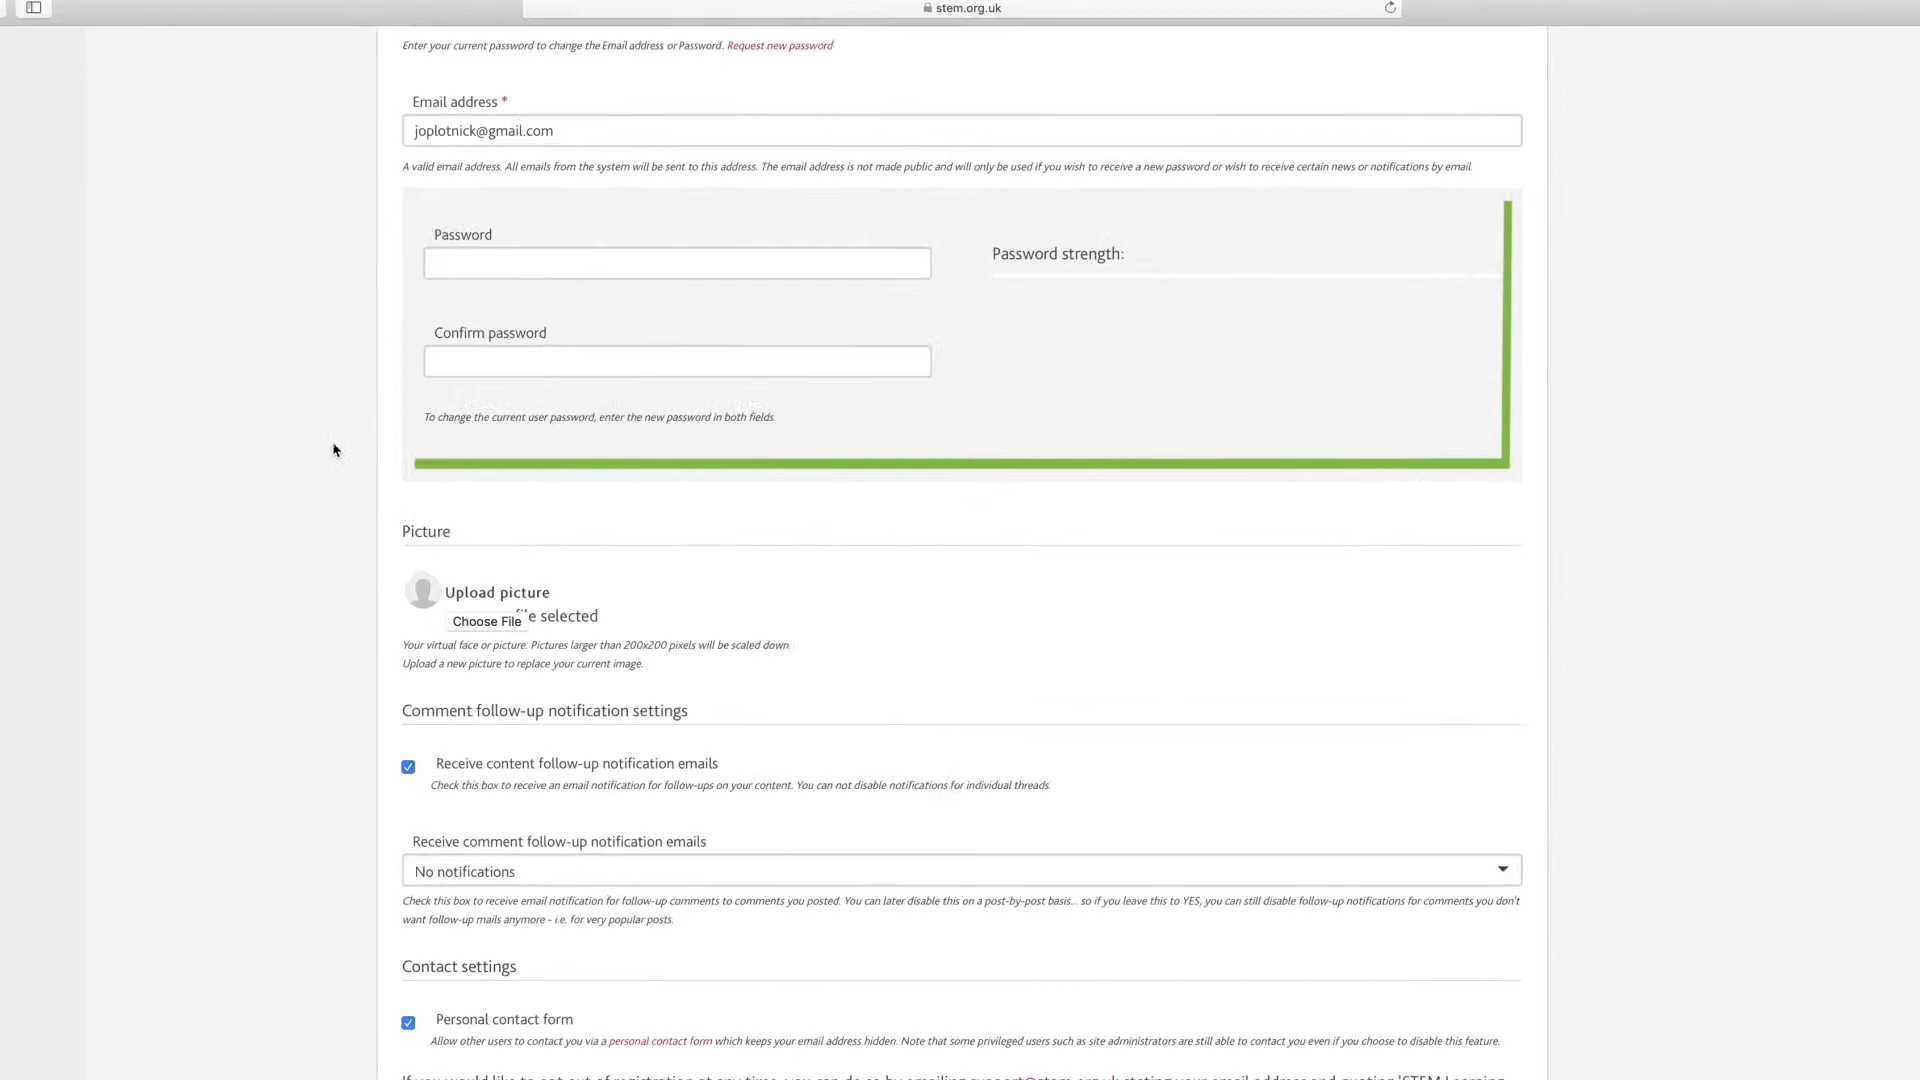 stem.org.uk
Enter your current password to change the Email address or Password. Request new password
Email address *
joplotnick@gmail.com
A valid email address. All emails from the system will be sent to this address. The email address is not made public and will only be used if you wish to receive a new password or wish to receive certain news or notifications by email.
Password
Password strength:
Confirm password
To change the current user password, enter the new password in both fields.
Picture
Upload picture
Choose File file selected
Your virtual face or picture. Pictures larger than 200x200 pixels will be scaled down.
Upload a new picture to replace your current image.
Comment follow-up notification settings
Receive content follow-up notification emails
Check this box to receive an email notification for follow-ups on your content. You can not disable notifications for individual threads.
Receive comment follow-up notification emails
No notifications
Check this box to receive email notification for follow-up comments to comments you posted. You can later disable this on a post-by-post basis... so if you leave this to YES, you can still disable follow-up notifications for comments you don't
want follow-up mails anymore - i.e. for very popular posts.
Contact settings
Personal contact form
Allow other users to contact you via a personal contact form which keeps your email address hidden. Note that some privileged users such as site administrators are still able to contact you even if you choose to disable this feature.
If you would like to opt out of registration at any time, you can do so by emailing support@stem.org.uk stating your email address and quoting 'STEM Learning